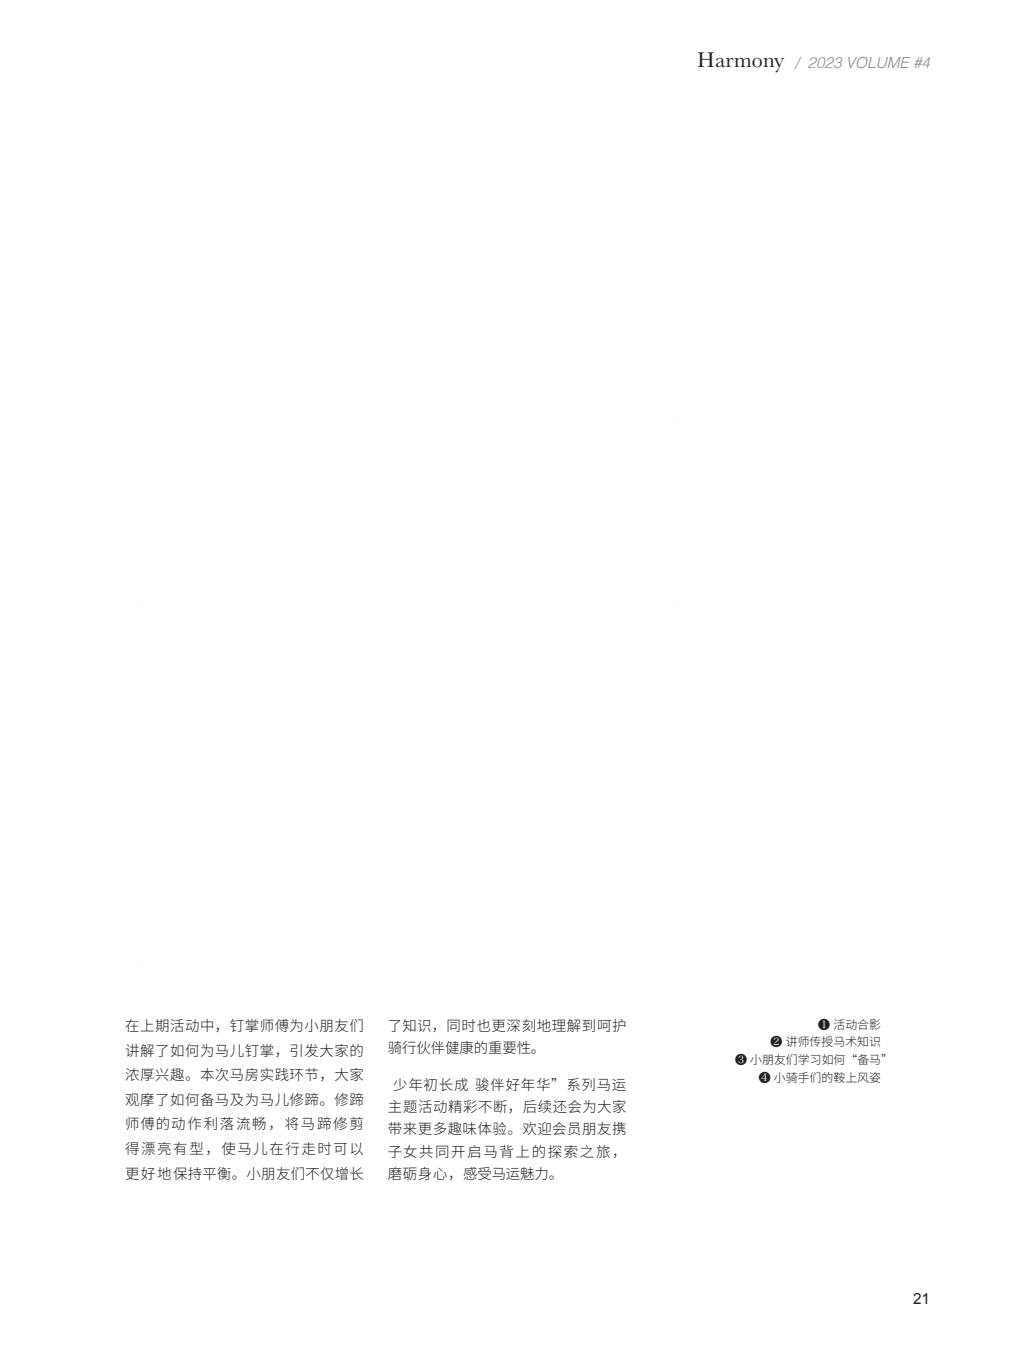 Harmony / 2023 VOLUME #4
在上期活动中，钉掌师傅为小朋友们
讲解了如何为马儿钉掌，引发大家的
浓厚兴趣。本次马房实践环节，大家
观摩了如何备马及为马儿修蹄。修蹄
师傅的动作利落流畅，将马蹄修剪
得漂亮有型，使马儿在行走时可以
更好地保持平衡。小朋友们不仅增长
了知识，同时也更深刻地理解到呵护
骑行伙伴健康的重要性。
少年初长成 骏伴好年华”系列马运
主题活动精彩不断，后续还会为大家
带来更多趣味体验。欢迎会员朋友携
子女共同开启马背上的探索之旅，
磨砺身心，感受马运魅力。
❶ 活动合影
❷ 讲师传授马术知识
❸ 小朋友们学习如何“备马”
❹ 小骑手们的鞍上风姿
21